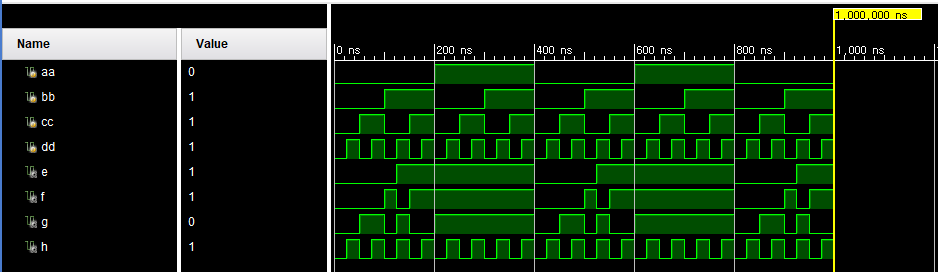 1,000,000 ns
Name Value 0 ns 200 ns 400 ns 600 ns 800 ns 1,000 ns
aa 0
bb 1
cc 1
dd 1
e 1
f 1
g 0
h 1